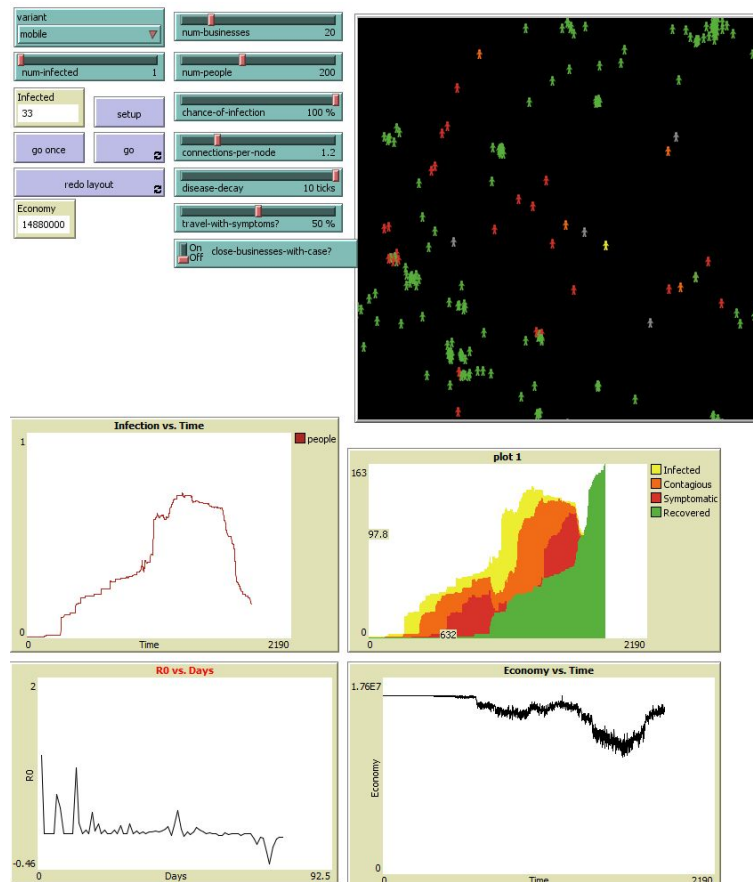 variant
mobile
num-businesses 20
num-infected 1
num-people 200
Infected
33
setup
chance-of-infection 100 %
go once
go
connections-per-node 1.2
redo layout
disease-decay 10 ticks
Economy
14880000
travel-with-symptoms? 50 %
On
Off
close-businesses-with-case?
Infection vs. Time
1
people
0
0 Time 2190
plot 1
163
97.8
0
Infected
Contagious
Symptomatic
Recovered
632
0 2190
R0 vs. Days
2
R0
-0.46
0 Days 92.5
Economy vs. Time
1.76E7
Economy
0
0 Time 2190